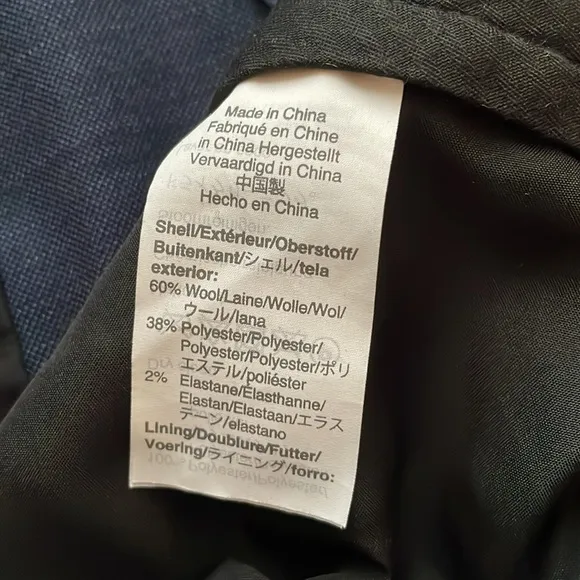 Made in China
Fabriqué en Chine
in China Hergestellt
Vervaardigd in China
中国製
Hecho en China
Shell/Extérieur/Oberstoff/
Buitenkant/シェル/tela
exterior:
60% Wool/Laine/Wolle/Wol/
ウール/lana
38% Polyester/Polyester/
Polyester/Polyester/ポリ
エステル/poliéster
2% Elastane/Elasthanne/
Elastan/Elastaan/エラス
テーン/elastano
Lining/Doublure/Futter/
Voering/ライニング/forro: